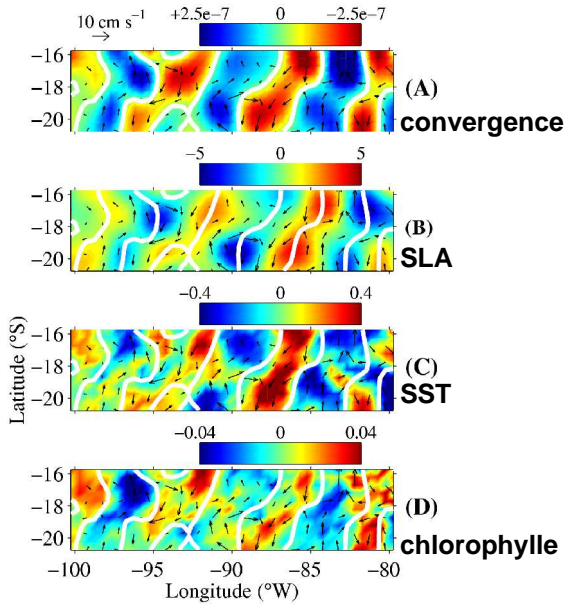 10 cm s⁻¹
+2.5e-7 0 -2.5e-7
-16
-18
-20
(A)
convergence
-5 0 5
-16
-18
-20
(B)
SLA
-0.4 0 0.4
-16
-18
-20
(C)
SST
Latitude (°S)
-0.04 0 0.04
-16
-18
-20
(D)
chlorophylle
-100 -95 -90 -85 -80
Longitude (°W)